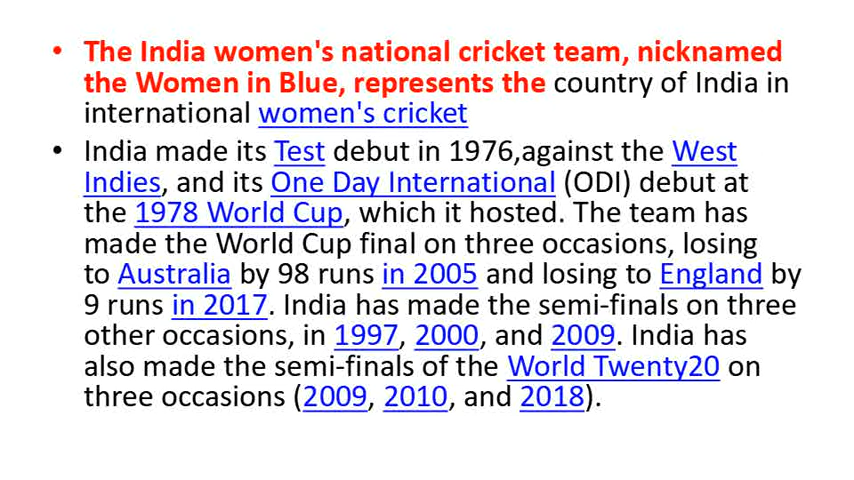 • The India women's national cricket team, nicknamed
the Women in Blue, represents the country of India in
international women's cricket
• India made its Test debut in 1976,against the West
Indies, and its One Day International (ODI) debut at
the 1978 World Cup, which it hosted. The team has
made the World Cup final on three occasions, losing
to Australia by 98 runs in 2005 and losing to England by
9 runs in 2017. India has made the semi-finals on three
other occasions, in 1997, 2000, and 2009. India has
also made the semi-finals of the World Twenty20 on
three occasions (2009, 2010, and 2018).